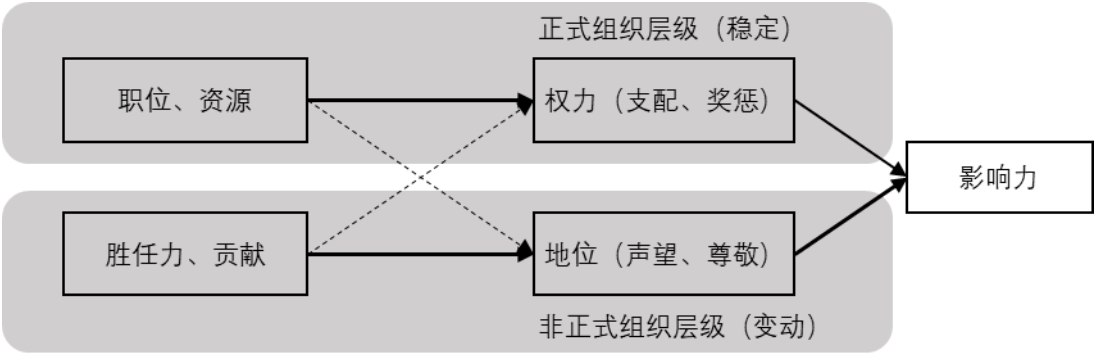 正式组织层级（稳定）
职位、资源
权力（支配、奖惩）
影响力
胜任力、贡献
地位（声望、尊敬）
非正式组织层级（变动）